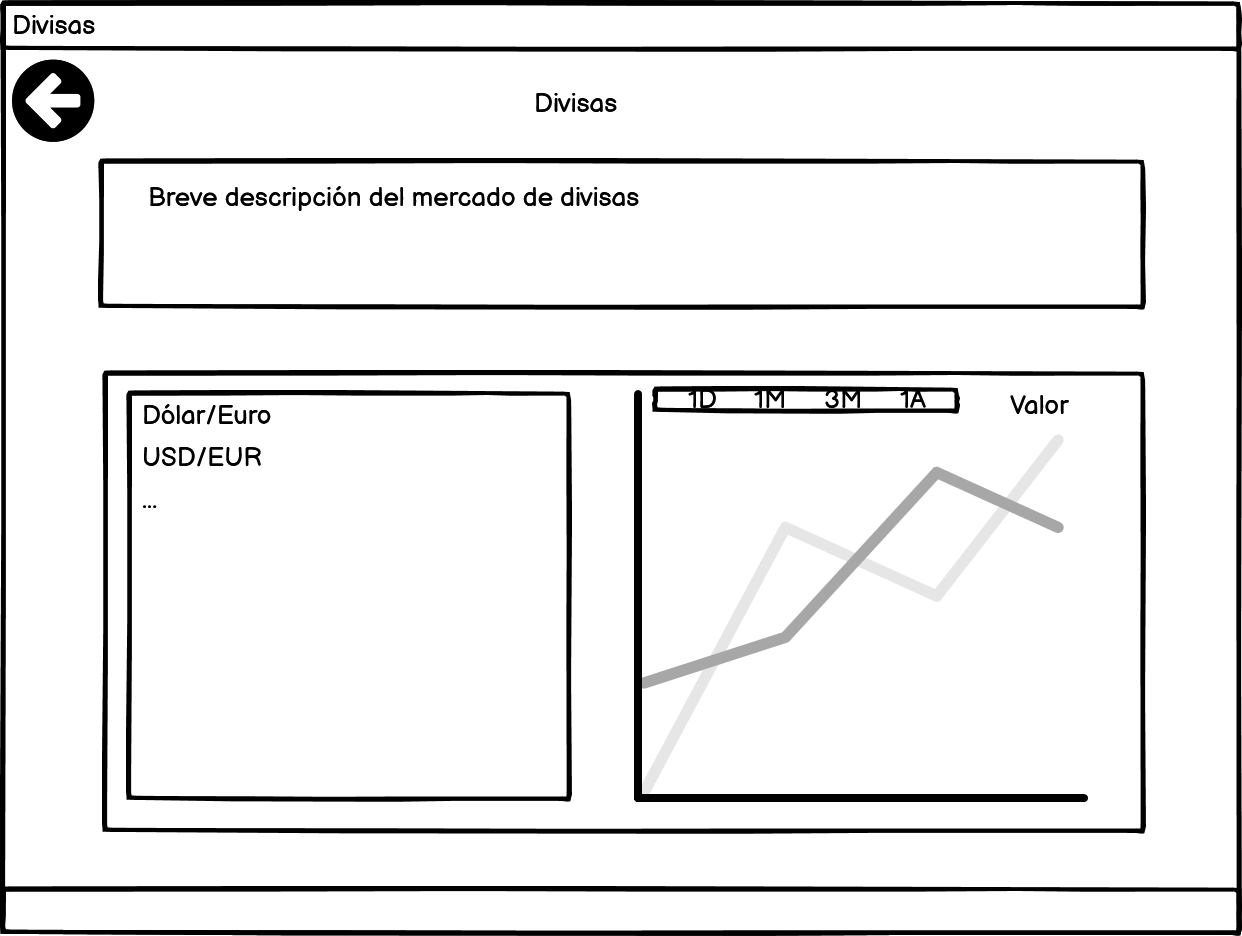 Divisas
Divisas
Breve descripción del mercado de divisas
Dólar/Euro
USD/EUR
...
1D 1M 3M 1A
Valor